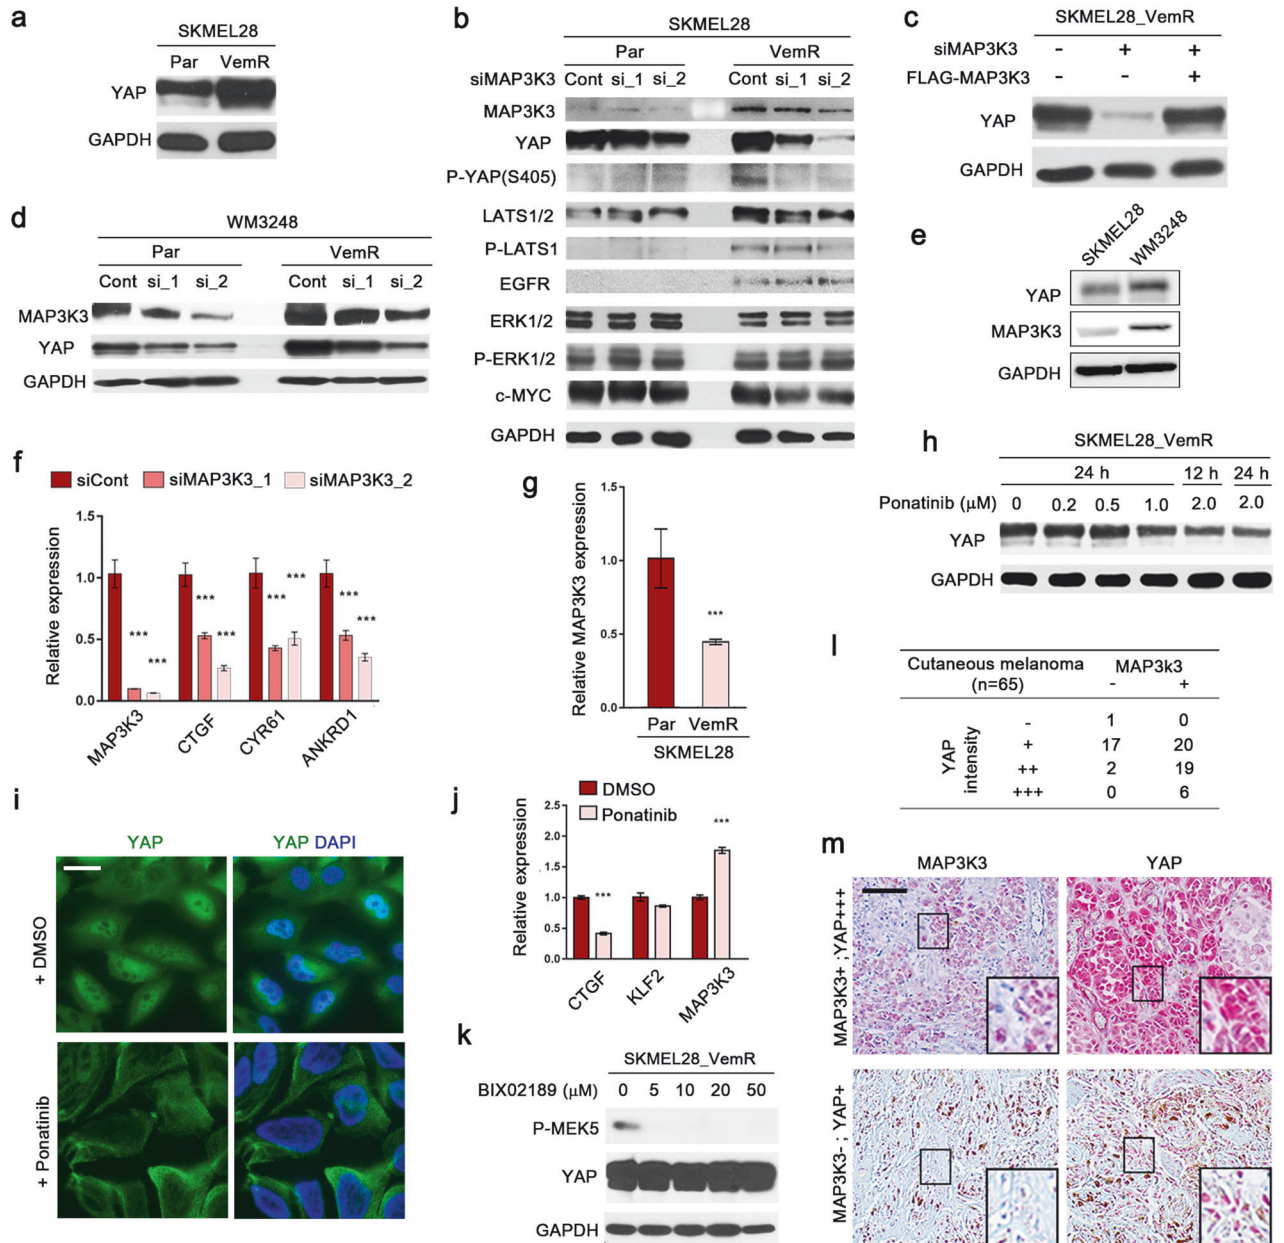 a
SKMEL28
Par VemR
YAP
GAPDH
b
SKMEL28
Par VemR
siMAP3K3 Cont si_1 si_2 Cont si_1 si_2
MAP3K3
YAP
P-YAP(S405)
LATS1/2
P-LATS1
EGFR
ERK1/2
P-ERK1/2
c-MYC
GAPDH
c
SKMEL28_VemR
siMAP3K3 - + +
FLAG-MAP3K3 - - +
YAP
GAPDH
d
WM3248
Par VemR
Cont si_1 si_2 Cont si_1 si_2
MAP3K3
YAP
GAPDH
e
SKMEL28 WM3248
YAP
MAP3K3
GAPDH
f
siCont siMAP3K3_1 siMAP3K3_2
Relative expression
1.5
1.0
0.5
0.0
*** *** *** *** *** *** *** ***
MAP3K3 CTGF CYR61 ANKRD1
g
Relative MAP3K3 expression
1.5
1.0
0.5
0.0
***
Par VemR
SKMEL28
h
SKMEL28_VemR
24 h 12 h 24 h
Ponatinib (μM) 0 0.2 0.5 1.0 2.0 2.0
YAP
GAPDH
i
YAP YAP DAPI
+ DMSO
+ Ponatinib
j
DMSO
Ponatinib
Relative expression
2.5
2.0
1.5
1.0
0.5
0.0
*** ***
CTGF KLF2 MAP3K3
k
SKMEL28_VemR
BIX02189 (μM) 0 5 10 20 50
P-MEK5
YAP
GAPDH
l
Cutaneous melanoma MAP3k3
(n=65) - +
YAP intensity
- 1 0
+ 17 20
++ 2 19
+++ 0 6
m
MAP3K3 YAP
MAP3K3+ ;YAP+++
MAP3K3- ; YAP+